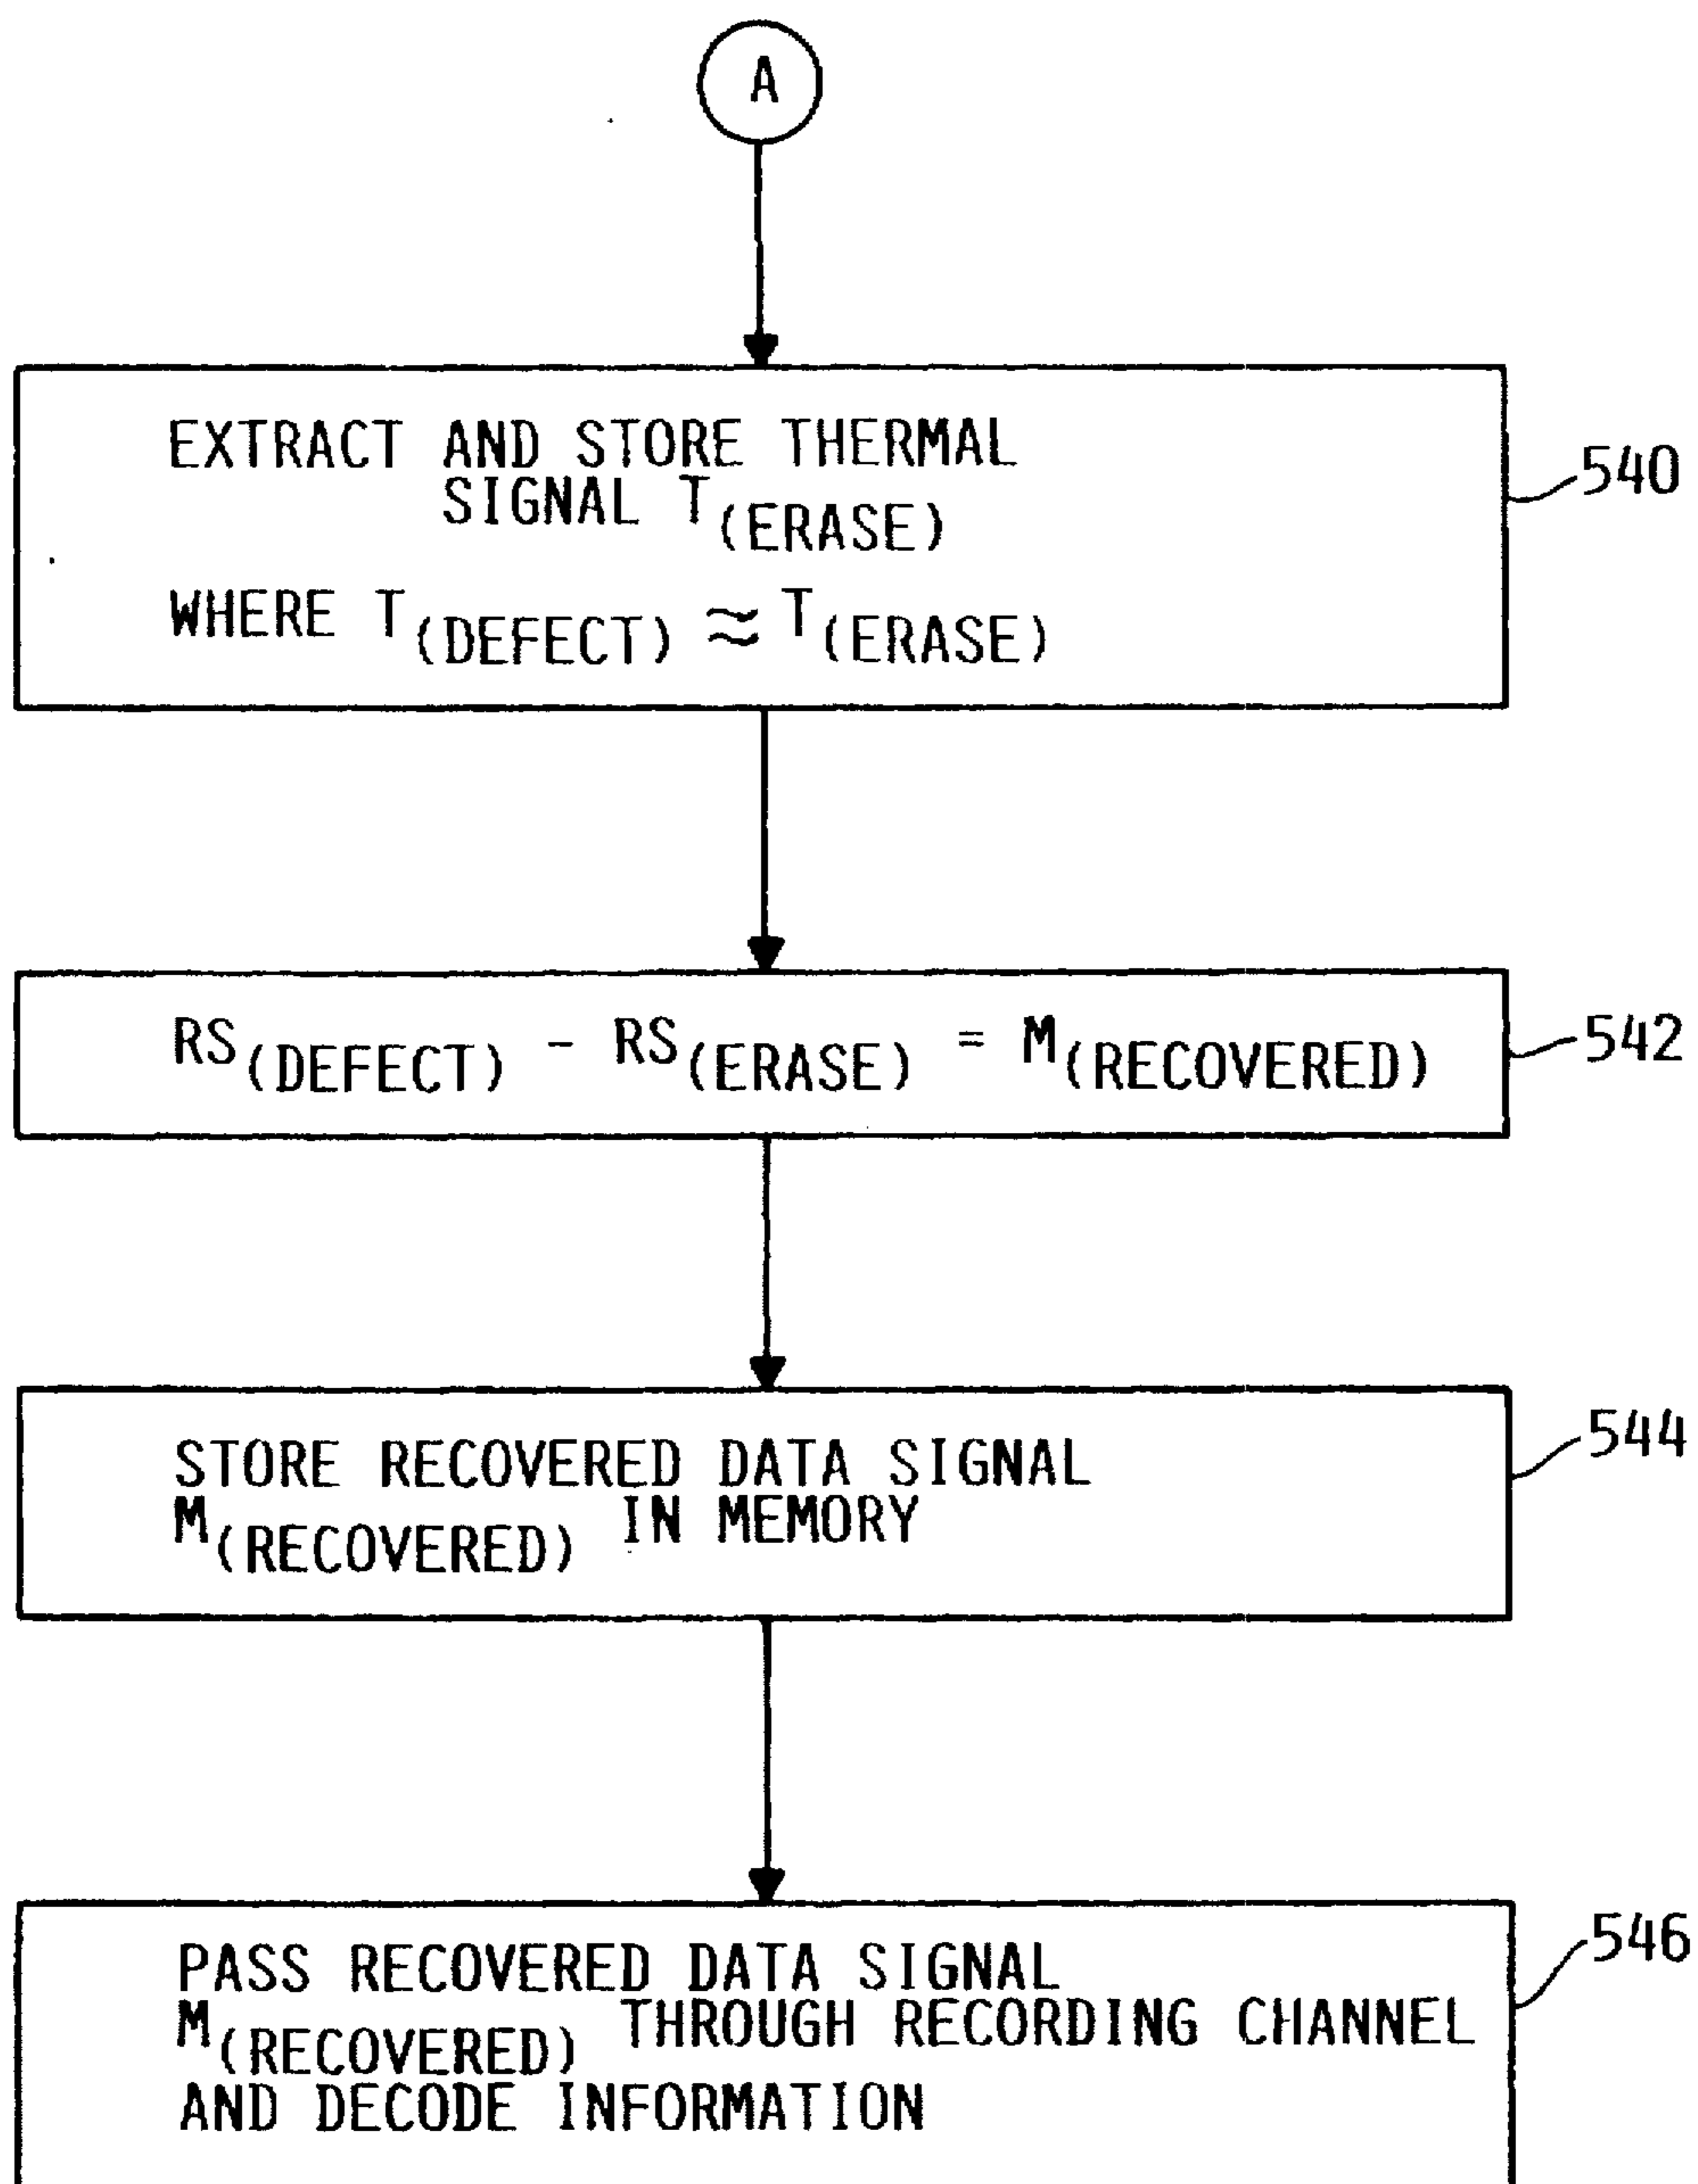 A
EXTRACT AND STORE THERMAL
SIGNAL T(ERASE)
WHERE T(DEFECT) ≈ T(ERASE)
540
RS(DEFECT) - RS(ERASE) = M(RECOVERED)
542
STORE RECOVERED DATA SIGNAL
M(RECOVERED) IN MEMORY
544
PASS RECOVERED DATA SIGNAL
M(RECOVERED) THROUGH RECORDING CHANNEL
AND DECODE INFORMATION
546